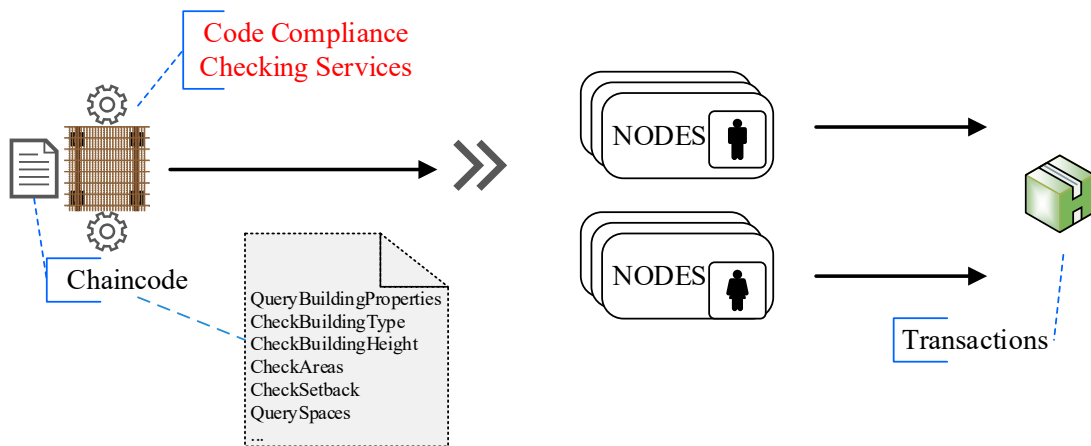 Code Compliance
Checking Services
NODES
NODES
Chaincode
QueryBuildingProperties
CheckBuildingType
CheckBuildingHeight
CheckAreas
CheckSetback
QuerySpaces
...
Transactions